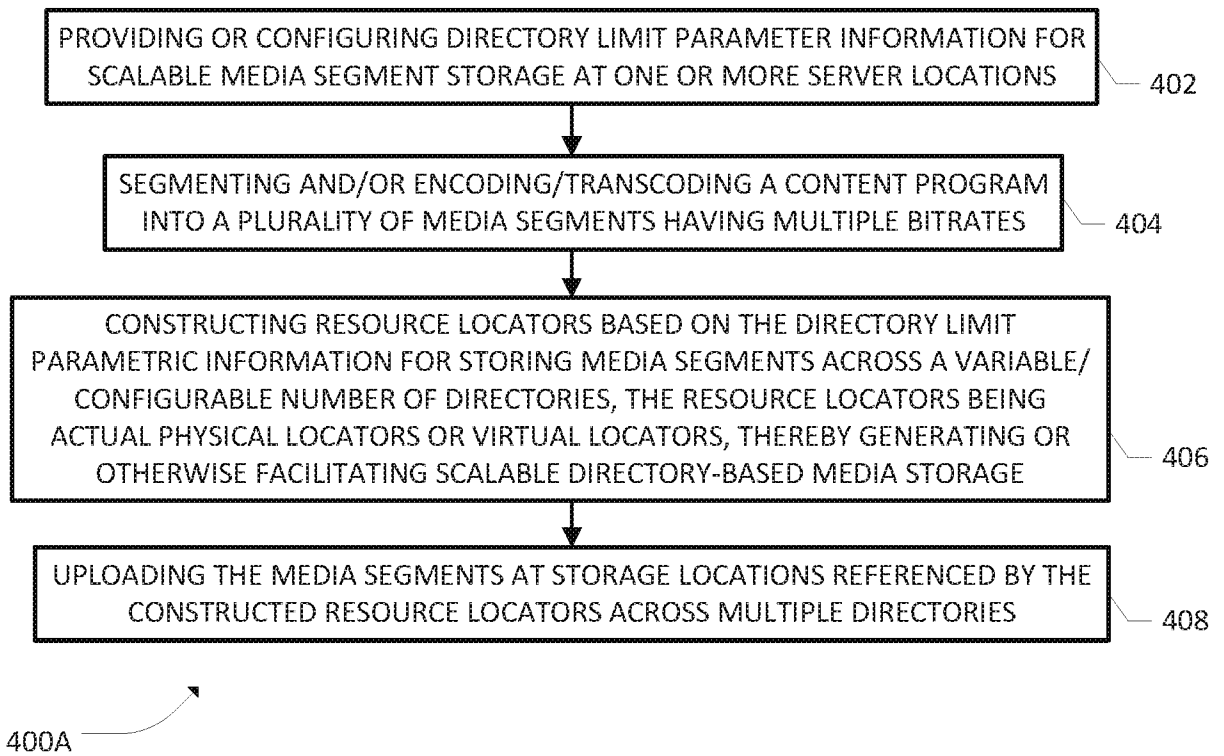 PROVIDING OR CONFIGURING DIRECTORY LIMIT PARAMETER INFORMATION FOR
SCALABLE MEDIA SEGMENT STORAGE AT ONE OR MORE SERVER LOCATIONS
402
SEGMENTING AND/OR ENCODING/TRANSCODING A CONTENT PROGRAM
INTO A PLURALITY OF MEDIA SEGMENTS HAVING MULTIPLE BITRATES
404
CONSTRUCTING RESOURCE LOCATORS BASED ON THE DIRECTORY LIMIT
PARAMETRIC INFORMATION FOR STORING MEDIA SEGMENTS ACROSS A VARIABLE/
CONFIGURABLE NUMBER OF DIRECTORIES, THE RESOURCE LOCATORS BEING
ACTUAL PHYSICAL LOCATORS OR VIRTUAL LOCATORS, THEREBY GENERATING OR
OTHERWISE FACILITATING SCALABLE DIRECTORY-BASED MEDIA STORAGE
406
UPLOADING THE MEDIA SEGMENTS AT STORAGE LOCATIONS REFERENCED BY THE
CONSTRUCTED RESOURCE LOCATORS ACROSS MULTIPLE DIRECTORIES
408
400A